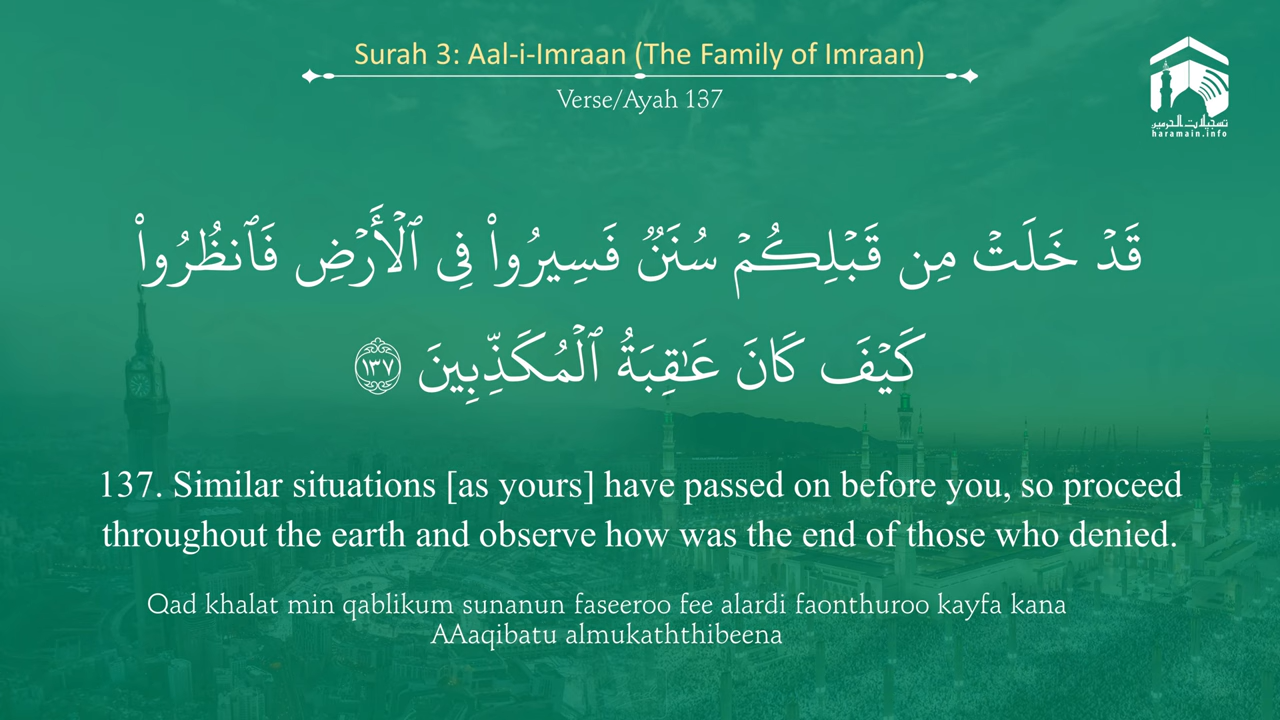 Surah 3: Aal-i-Imraan (The Family of Imraan)
Verse/Ayah 137
تسجيلات الحرمين
haramain.info
قَدْ خَلَتْ مِن قَبْلِكُمْ سُنَنٌ فَسِيرُوا۟ فِى ٱلْأَرْضِ فَٱنظُرُوا۟
كَيْفَ كَانَ عَـٰقِبَةُ ٱلْمُكَذِّبِينَ ١٣٧
137. Similar situations [as yours] have passed on before you, so proceed
throughout the earth and observe how was the end of those who denied.
Qad khalat min qablikum sunanun faseeroo fee alardi faonthuroo kayfa kana
AAaqibatu almukaththibeena